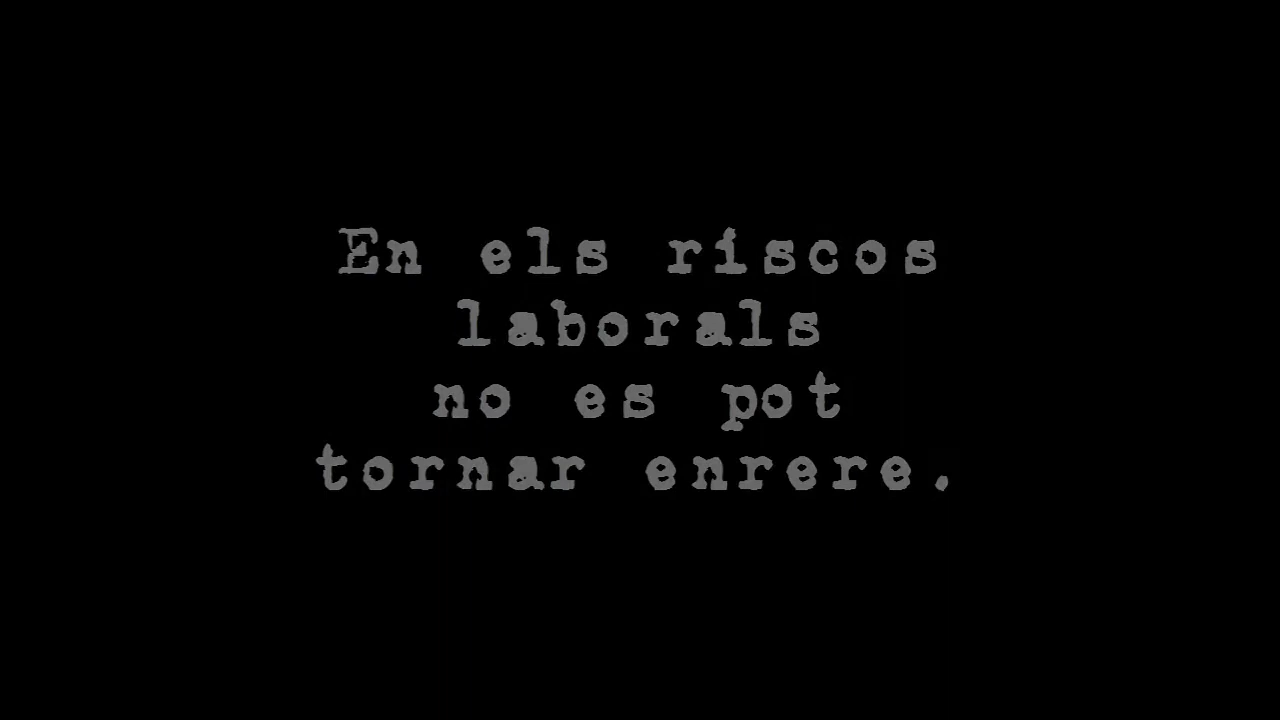 En els riscos
laborals
no es pot
tornar enrere.